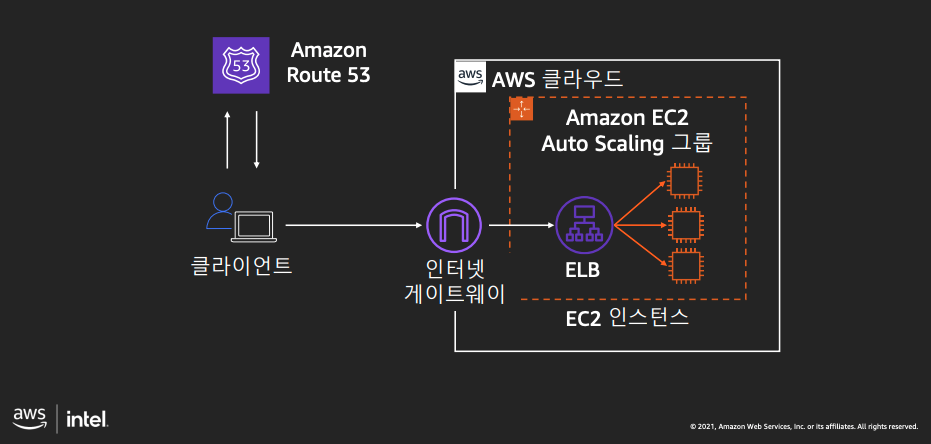 Amazon
Route 53
53
aws
AWS 클라우드
Amazon EC2
Auto Scaling 그룹
클라이언트
인터넷
게이트웨이
ELB
EC2 인스턴스
aws
intel.
© 2021, Amazon Web Services, Inc. or its affiliates. All rights reserved.